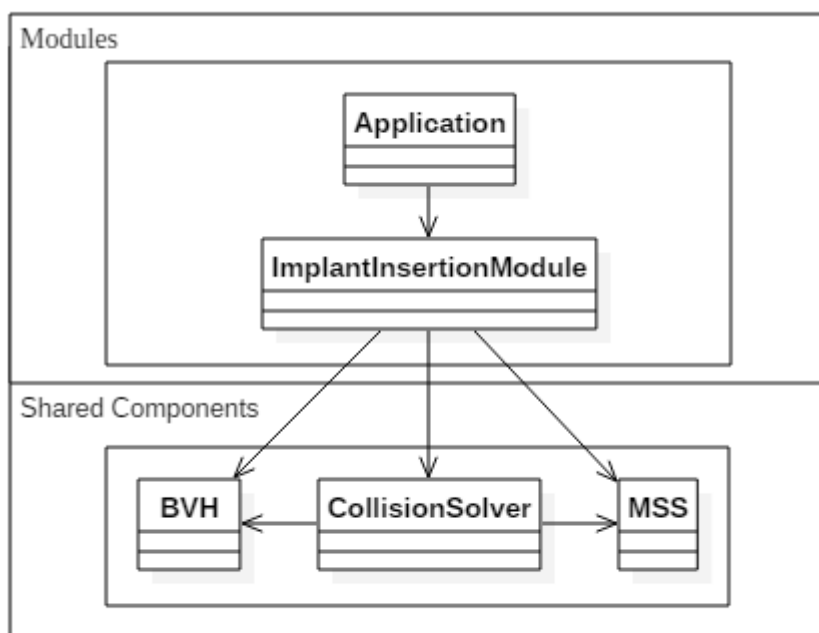 Modules
Application
ImplantInsertionModule
Shared Components
BVH
CollisionSolver
MSS